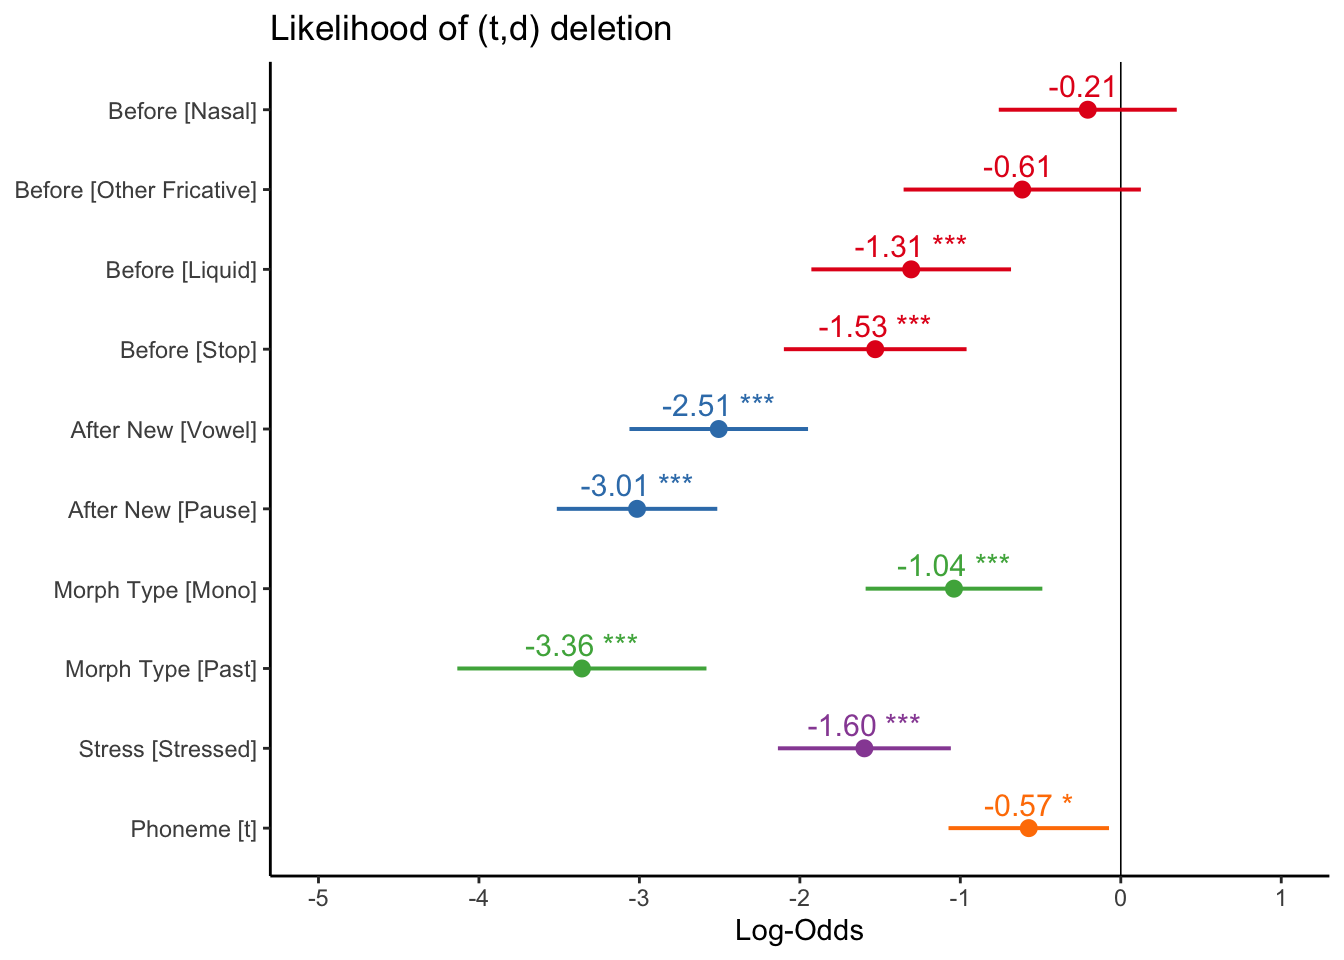 Likelihood of (t,d) deletion
Before [Nasal] -0.21
Before [Other Fricative] -0.61
Before [Liquid] -1.31 ***
Before [Stop] -1.53 ***
After New [Vowel] -2.51 ***
After New [Pause] -3.01 ***
Morph Type [Mono] -1.04 ***
Morph Type [Past] -3.36 ***
Stress [Stressed] -1.60 ***
Phoneme [t] -0.57 *
-5 -4 -3 -2 -1 0 1
Log-Odds